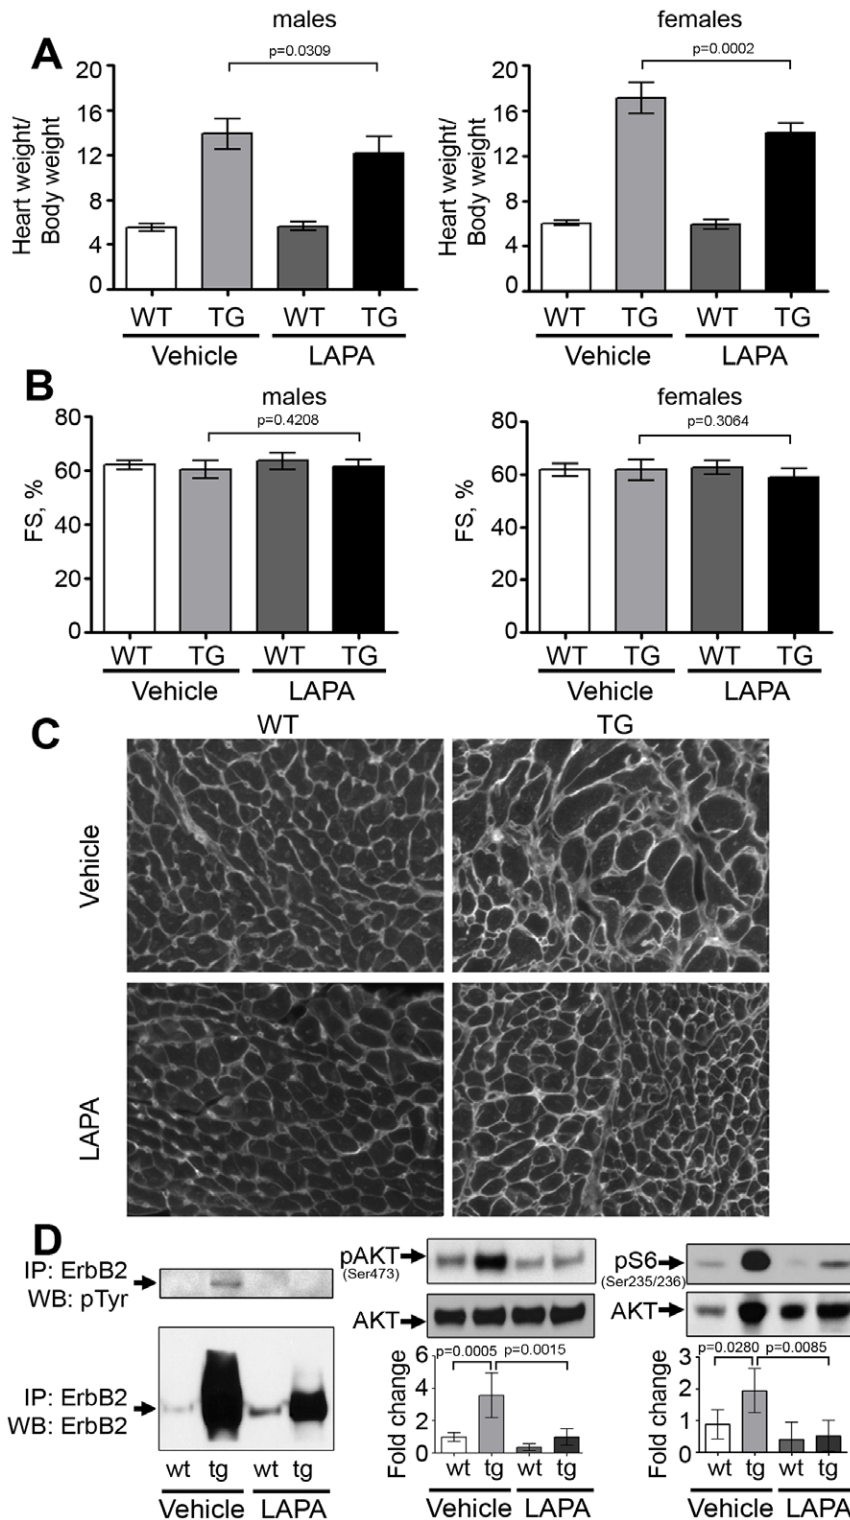 males
females
A
p=0.0309
p=0.0002
Heart weight/
Body weight
20
16
12
8
4
0
WT TG WT TG
Vehicle LAPA
Heart weight/
Body weight
20
16
12
8
4
0
WT TG WT TG
Vehicle LAPA
B
males
females
p=0.4208
p=0.3064
FS, %
80
60
40
20
0
WT TG WT TG
Vehicle LAPA
FS, %
80
60
40
20
0
WT TG WT TG
Vehicle LAPA
C
WT
TG
Vehicle
LAPA
D
IP: ErbB2
WB: pTyr
IP: ErbB2
WB: ErbB2
wt tg wt tg
Vehicle LAPA
pAKT
(Ser473)
AKT
p=0.0005
p=0.0015
Fold change
6
4
2
0
wt tg wt tg
Vehicle LAPA
pS6
(Ser235/236)
AKT
p=0.0280
p=0.0085
Fold change
3
2
1
0
wt tg wt tg
Vehicle LAPA